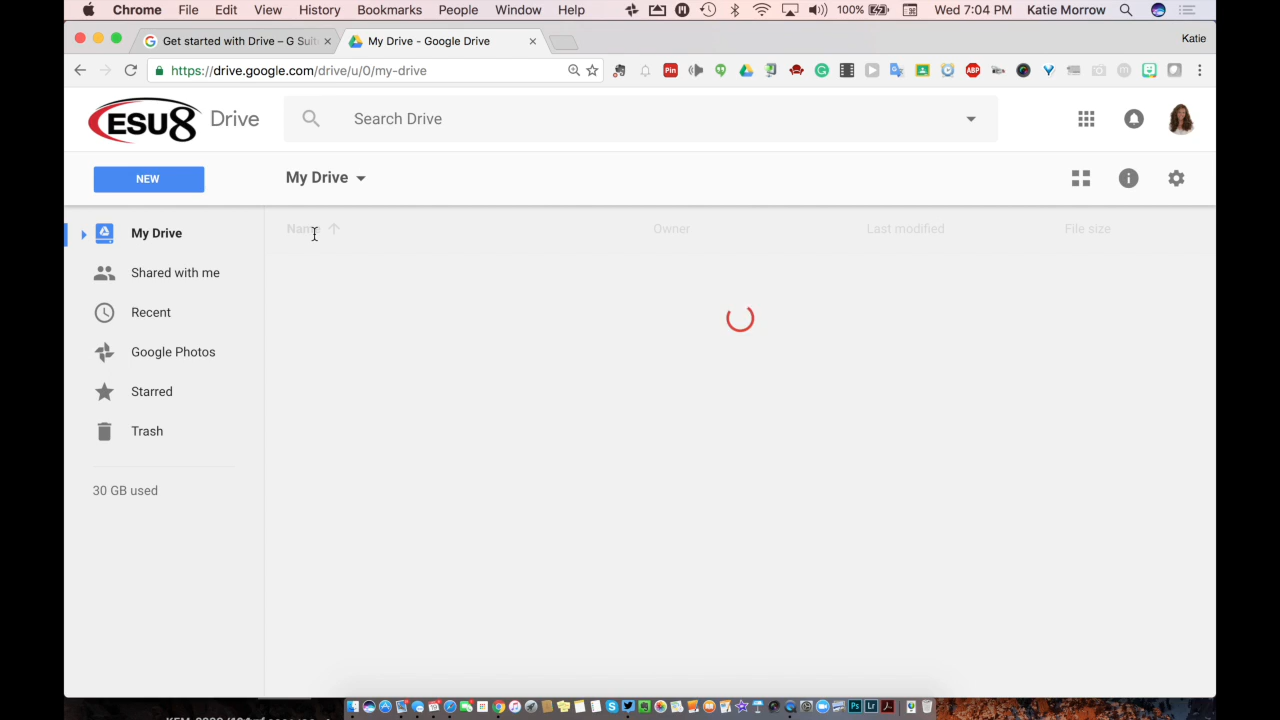 Chrome File Edit View History Bookmarks People Window Help 100% Wed 7:04 PM Katie Morrow
Get started with Drive – G Suit × My Drive - Google Drive × Katie
https://drive.google.com/drive/u/0/my-drive
ESU8 Drive Search Drive
NEW My Drive
My Drive Name Owner Last modified File size
Shared with me
Recent
Google Photos
Starred
Trash
30 GB used